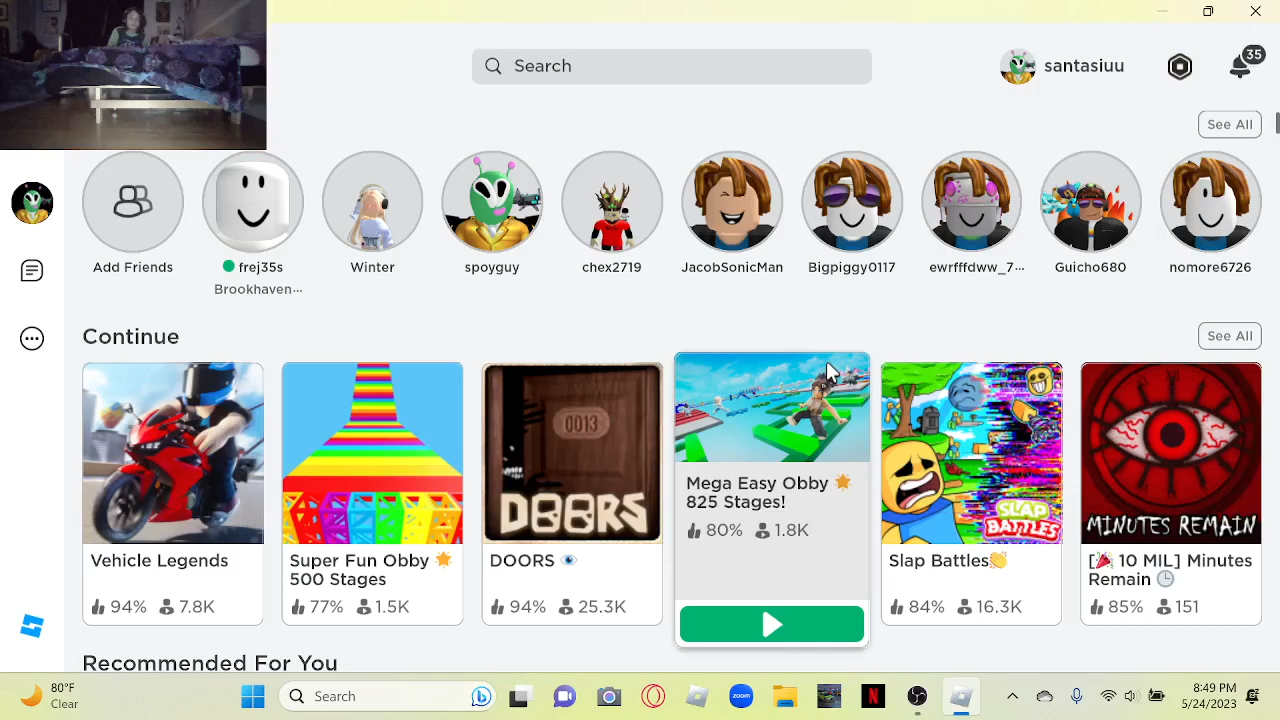 Search
santasiuu
35
See All
Add Friends
frej35s
Winter
spoyguy
chex2719
JacobSonicMan
Bigpiggy0117
ewrfffdww_7...
Guicho680
nomore6726
Brookhaven...
Continue
See All
0013
DOORS
SLAP
BATTLES
MINUTES REMAIN
Vehicle Legends
94% 7.8K
Super Fun Obby 🌟
500 Stages
77% 1.5K
DOORS 👁️
94% 25.3K
Mega Easy Obby 🌟
825 Stages!
80% 1.8K
Slap Battles👏
84% 16.3K
[🎉 10 MIL] Minutes
Remain 🕒
85% 151
Recommended For You
80°F
Clear
Search
zoom
N
8:49 PM
5/24/2023